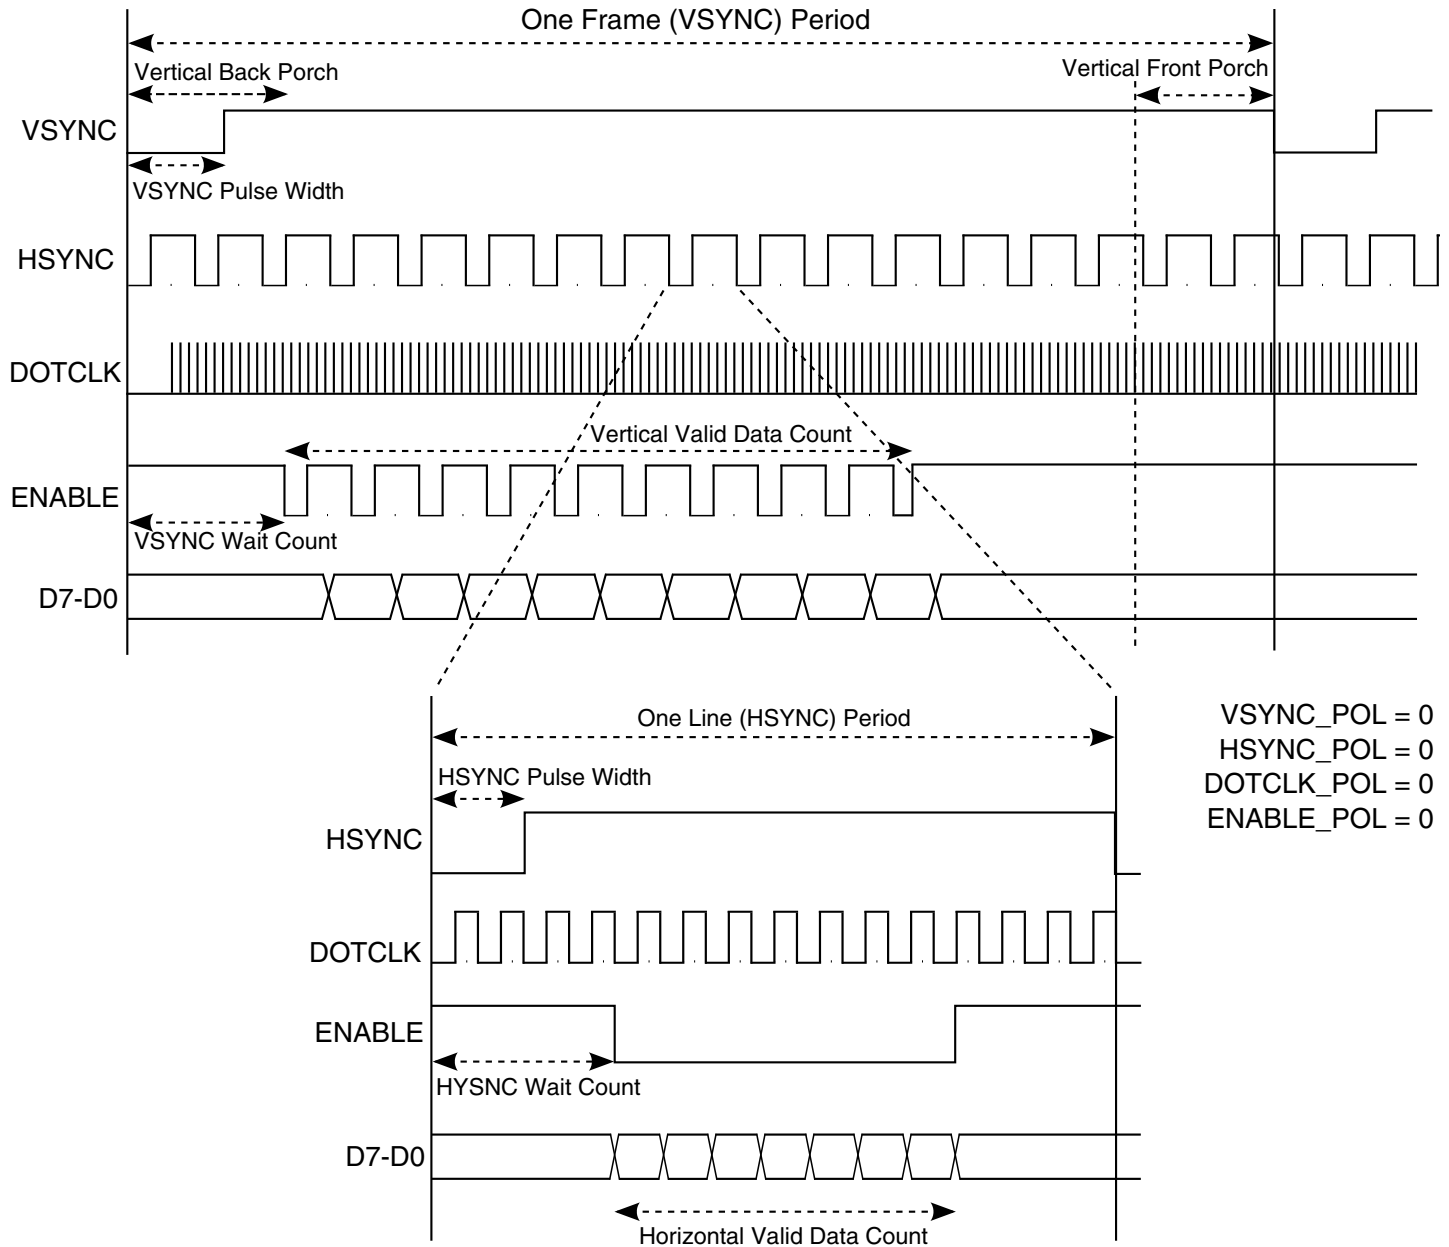 One Frame (VSYNC) Period
Vertical Back Porch
Vertical Front Porch
VSYNC
VSYNC Pulse Width
HSYNC
DOTCLK
Vertical Valid Data Count
ENABLE
VSYNC Wait Count
D7-D0
One Line (HSYNC) Period
VSYNC_POL = 0
HSYNC_POL = 0
DOTCLK_POL = 0
ENABLE_POL = 0
HSYNC Pulse Width
HSYNC
DOTCLK
ENABLE
HYSNC Wait Count
D7-D0
Horizontal Valid Data Count